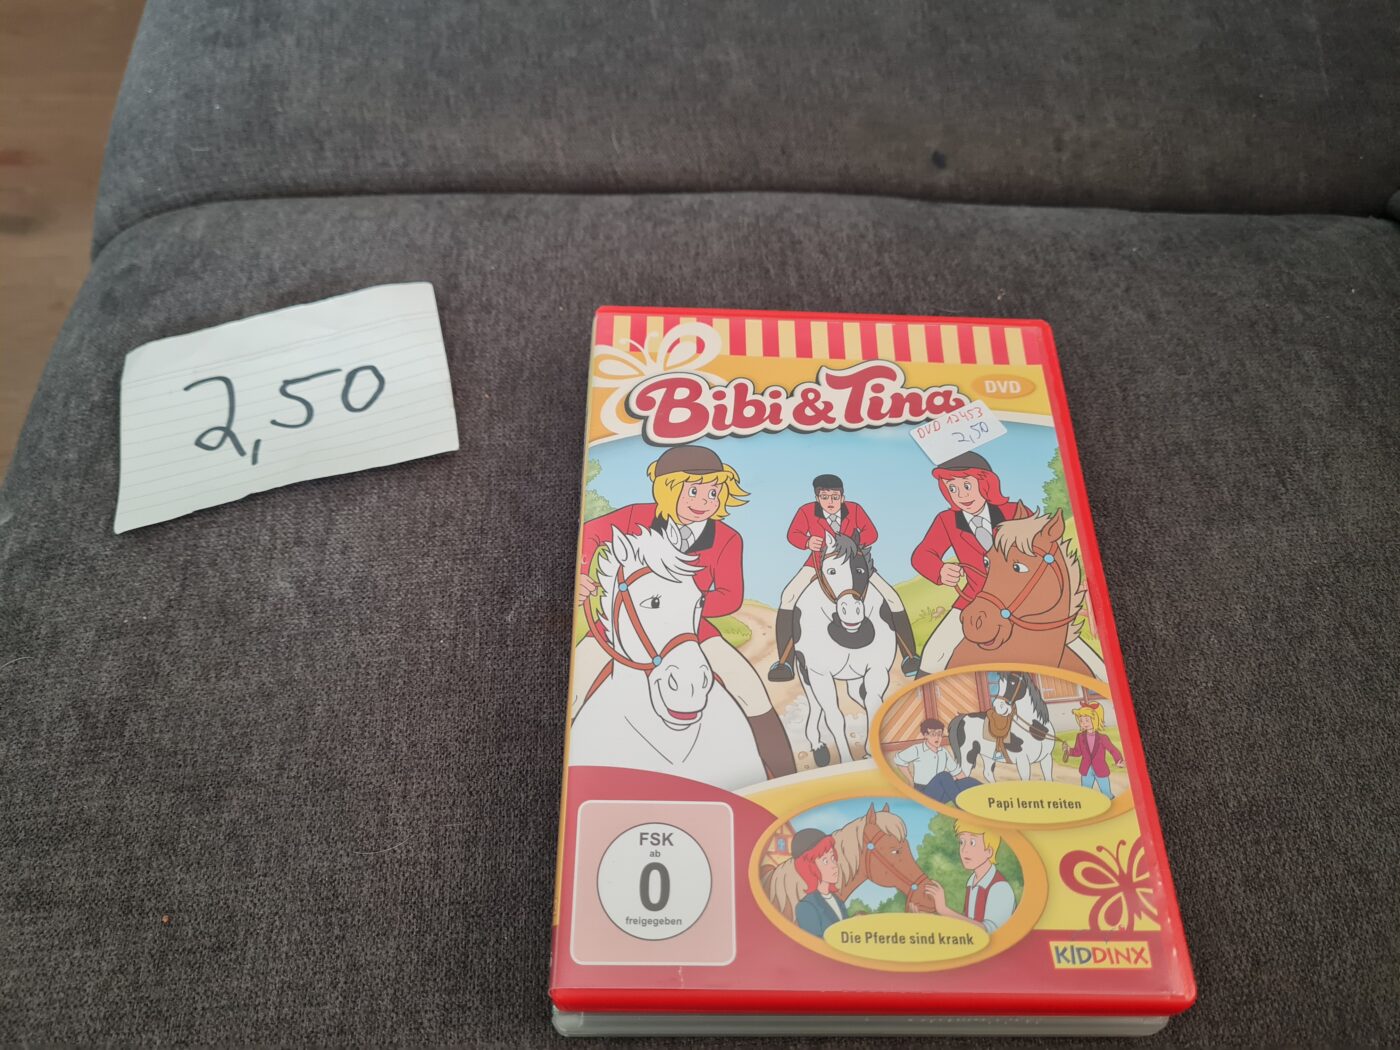 2,50
Bibi & Tina
DVD
DVD 12453
2,50
Papi lernt reiten
Die Pferde sind krank
FSK
ab
0
freigegeben
KIDDINX